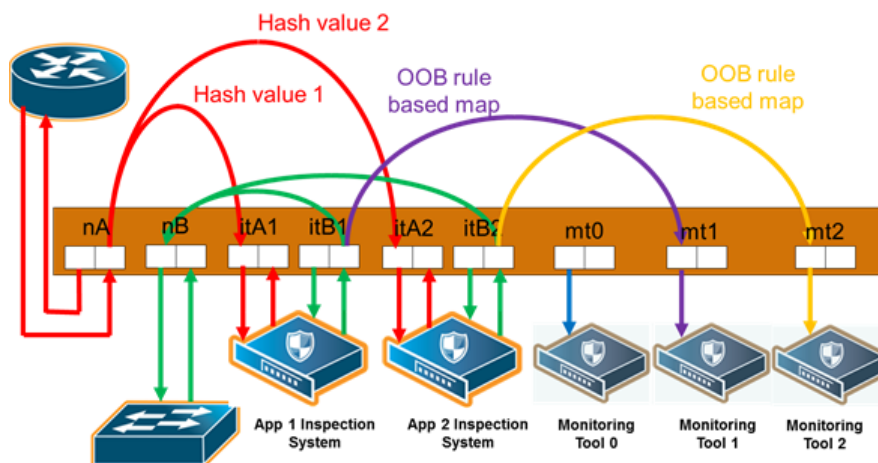 Hash value 2
Hash value 1
OOB rule
based map
OOB rule
based map
nA
nB
itA1
itB1
itA2
itB2
mt0
mt1
mt2
App 1 Inspection
System
App 2 Inspection
System
Monitoring
Tool 0
Monitoring
Tool 1
Monitoring
Tool 2